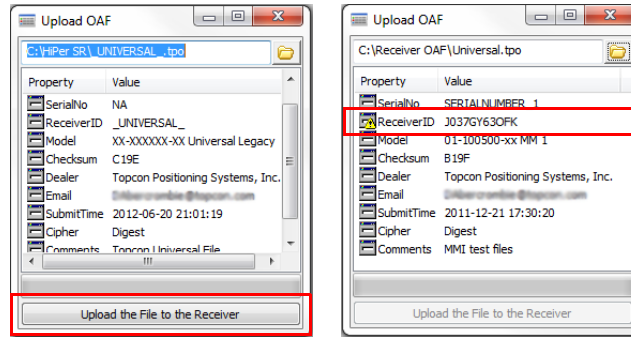 Upload OAF
C:\HiPer SR\_UNIVERSAL_.tpo
Property Value
SerialNo NA
ReceiverID _UNIVERSAL_
Model XX-XXXXXX-XX Universal Legacy
Checksum C19E
Dealer Topcon Positioning Systems, Inc.
Email
SubmitTime 2012-06-20 21:01:19
Cipher Digest
Comments Topcon Universal File
Upload the File to the Receiver
Upload OAF
C:\Receiver OAF\Universal.tpo
Property Value
SerialNo SERIALNUMBER_1
ReceiverID J037GY63OFK
Model 01-100500-xx MM 1
Checksum B19F
Dealer Topcon Positioning Systems, Inc.
Email
SubmitTime 2011-12-21 17:30:20
Cipher Digest
Comments MMI test files
Upload the File to the Receiver